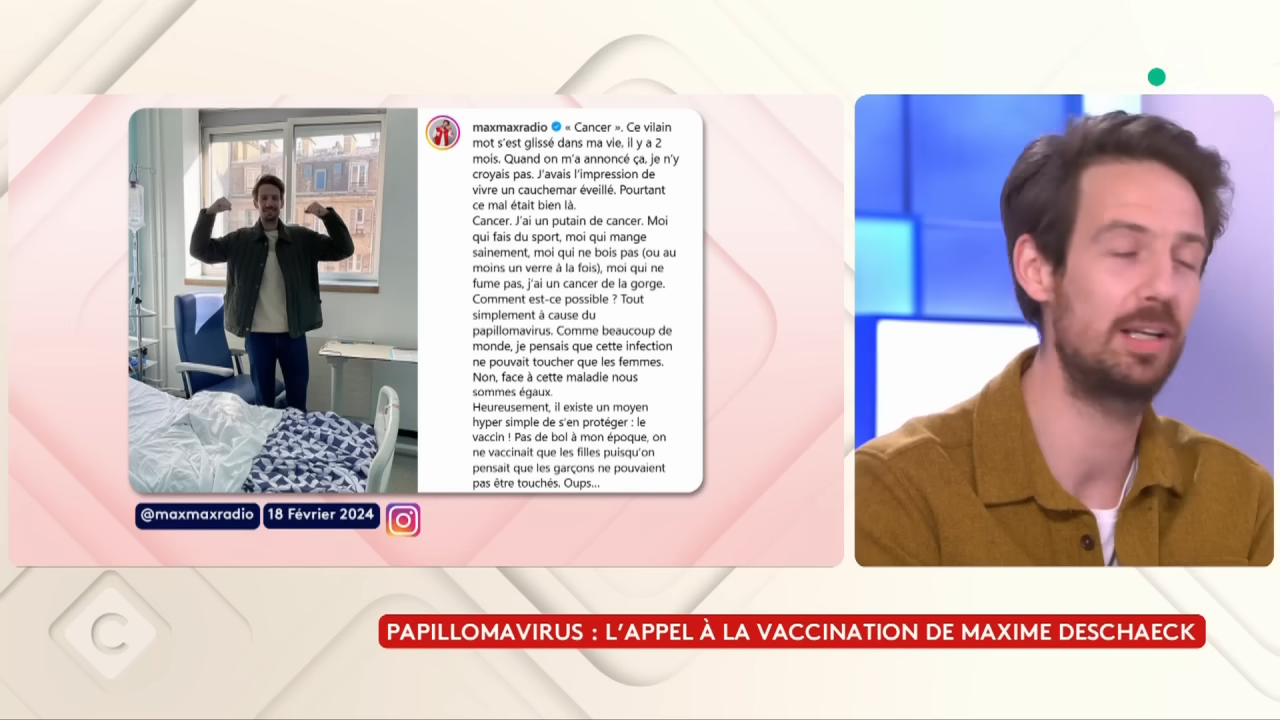 maxmaxradio « Cancer ». Ce vilain
mot s'est glissé dans ma vie, il y a 2
mois. Quand on m'a annoncé ça, je n'y
croyais pas. J'avais l'impression de
vivre un cauchemar éveillé. Pourtant
ce mal était bien là.
Cancer. J'ai un putain de cancer. Moi
qui fais du sport, moi qui mange
sainement, moi qui ne bois pas (ou au
moins un verre à la fois), moi qui ne
fume pas, j'ai un cancer de la gorge.
Comment est-ce possible ? Tout
simplement à cause du
papillomavirus. Comme beaucoup de
monde, je pensais que cette infection
ne pouvait toucher que les femmes.
Non, face à cette maladie nous
sommes égaux.
Heureusement, il existe un moyen
hyper simple de s'en protéger : le
vaccin ! Pas de bol à mon époque, on
ne vaccinait que les filles puisqu'on
pensait que les garçons ne pouvaient
pas être touchés. Oups...
@maxmaxradio 18 Février 2024
C
PAPILLOMAVIRUS : L'APPEL À LA VACCINATION DE MAXIME DESCHAECK